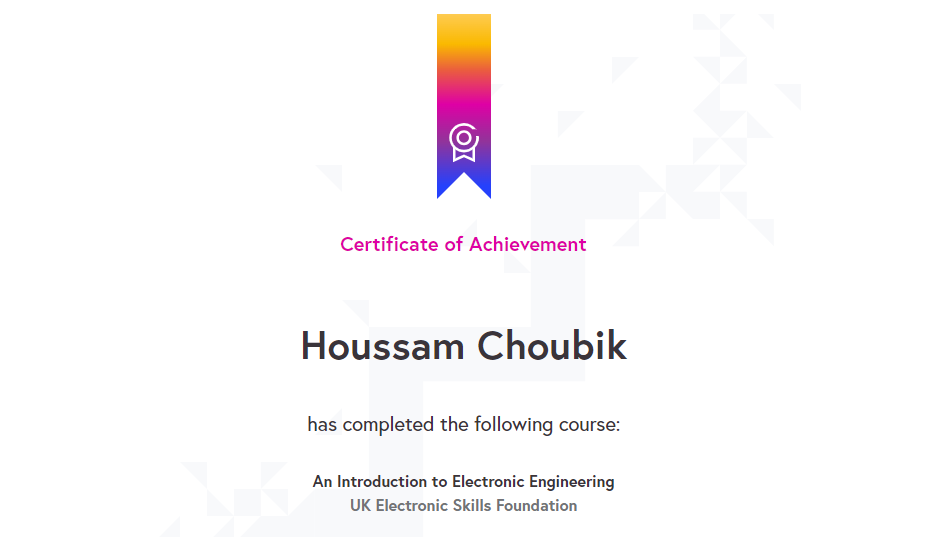 Certificate of Achievement
Houssam Choubik
has completed the following course:
An Introduction to Electronic Engineering
UK Electronic Skills Foundation